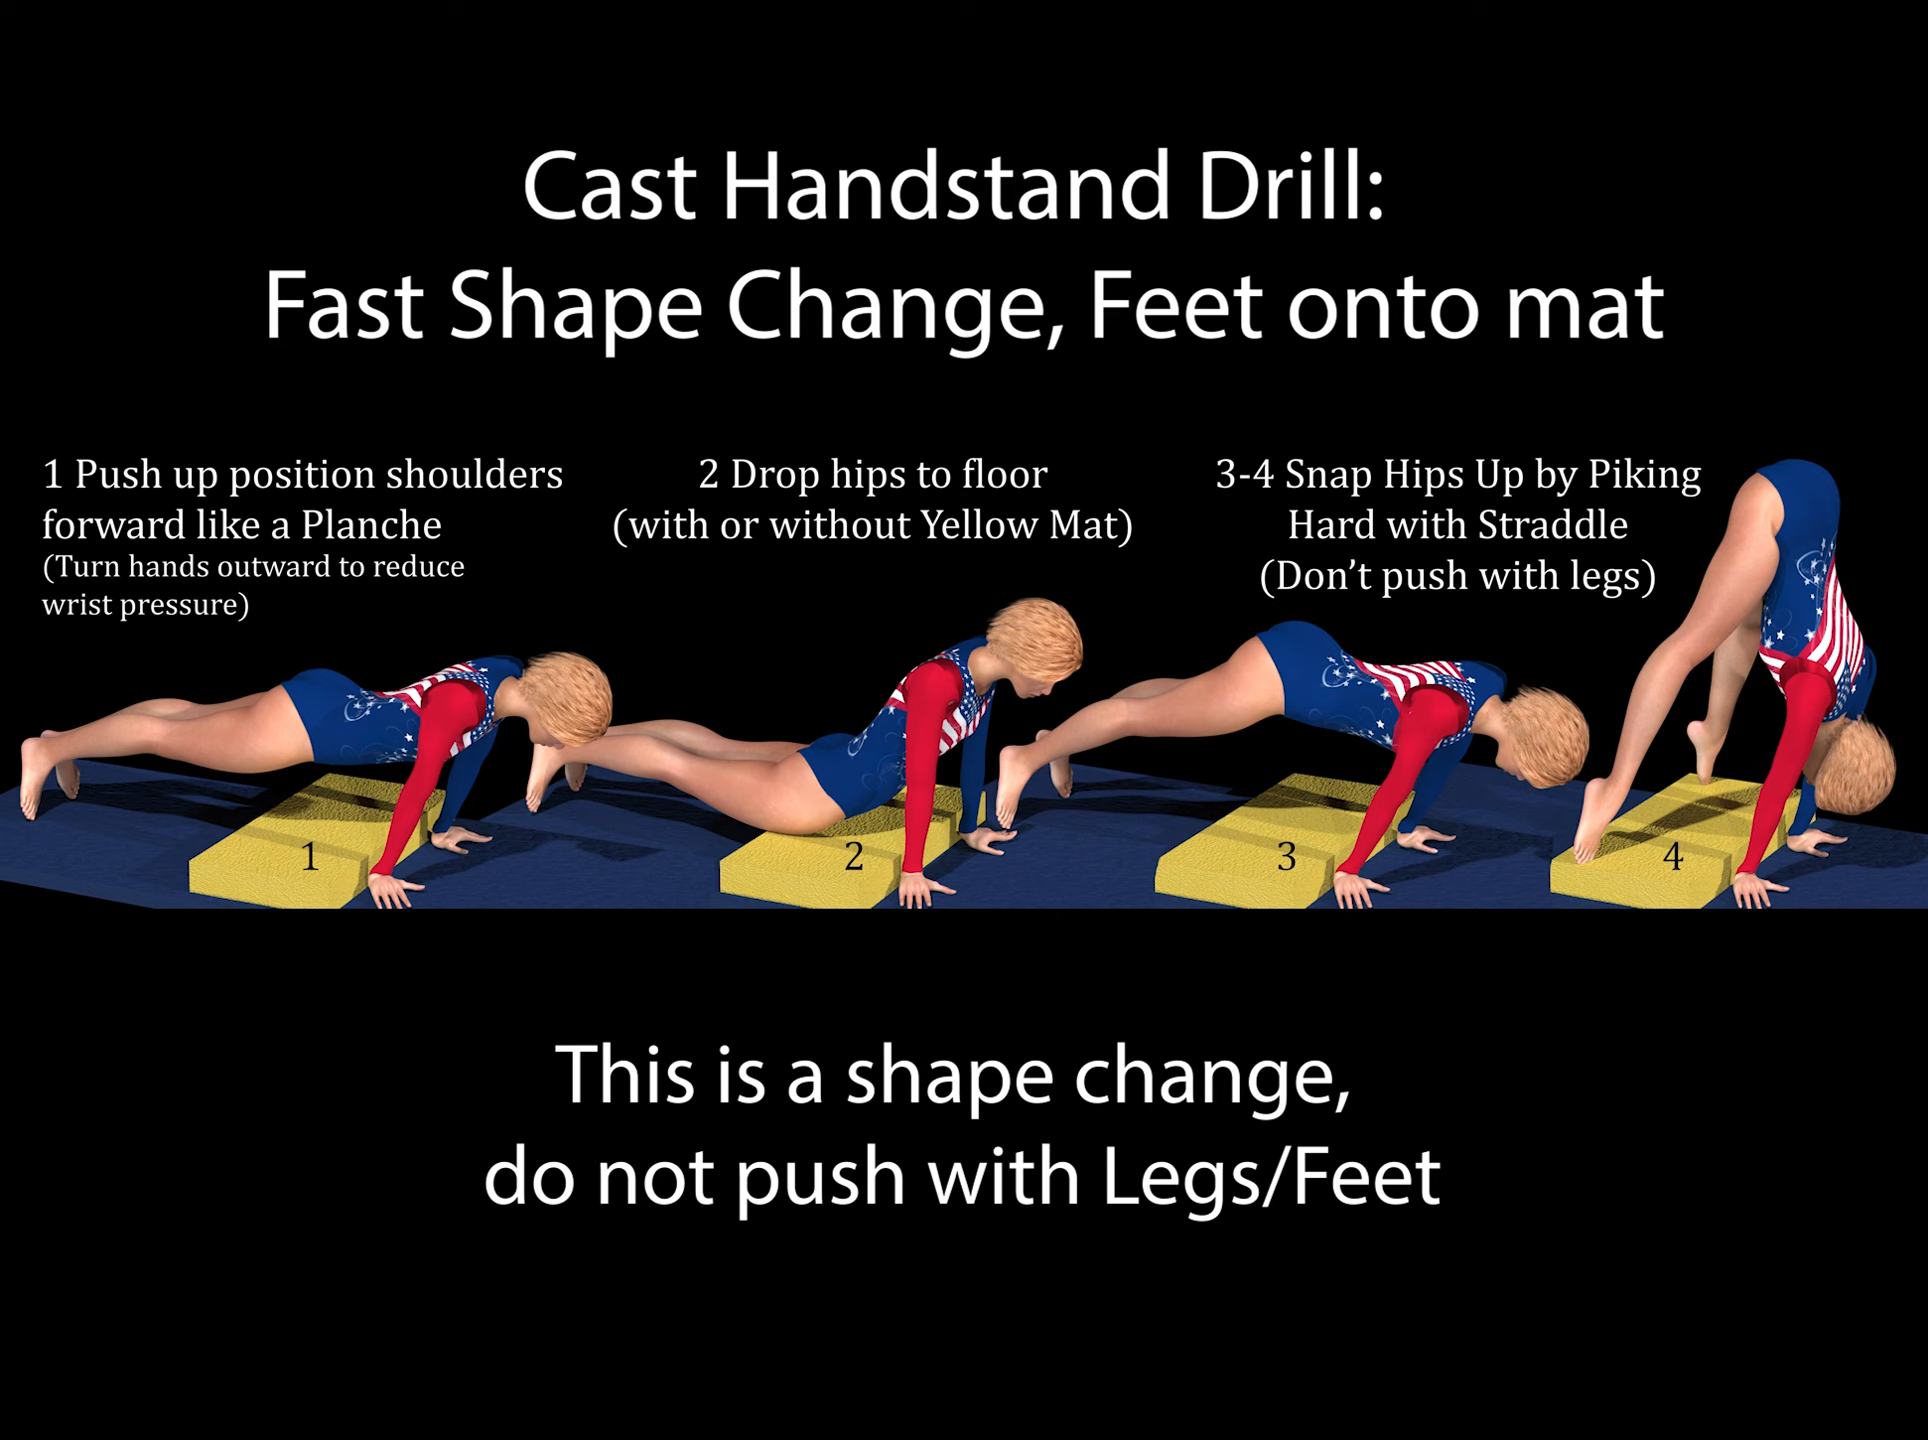 Cast Handstand Drill:
Fast Shape Change, Feet onto mat
1 Push up position shoulders
forward like a Planche
(Turn hands outward to reduce
wrist pressure)
2 Drop hips to floor
(with or without Yellow Mat)
3-4 Snap Hips Up by Piking
Hard with Straddle
(Don’t push with legs)
1
2
3
4
This is a shape change,
do not push with Legs/Feet